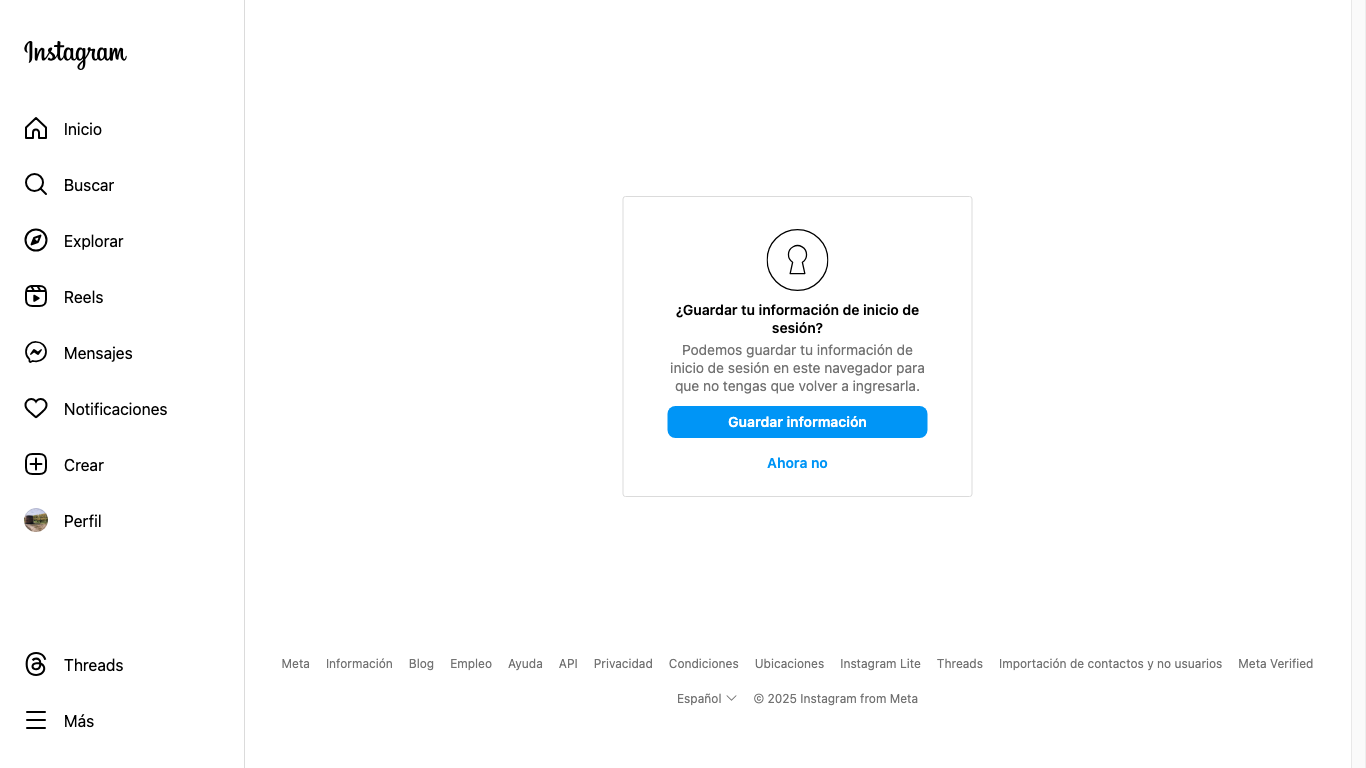 Instagram
Inicio
Buscar
Explorar
Reels
Mensajes
Notificaciones
Crear
Perfil
Threads
Más
¿Guardar tu información de inicio de
sesión?
Podemos guardar tu información de
inicio de sesión en este navegador para
que no tengas que volver a ingresarla.
Guardar información
Ahora no
Meta Información Blog Empleo Ayuda API Privacidad Condiciones Ubicaciones Instagram Lite Threads Importación de contactos y no usuarios Meta Verified
Español © 2025 Instagram from Meta